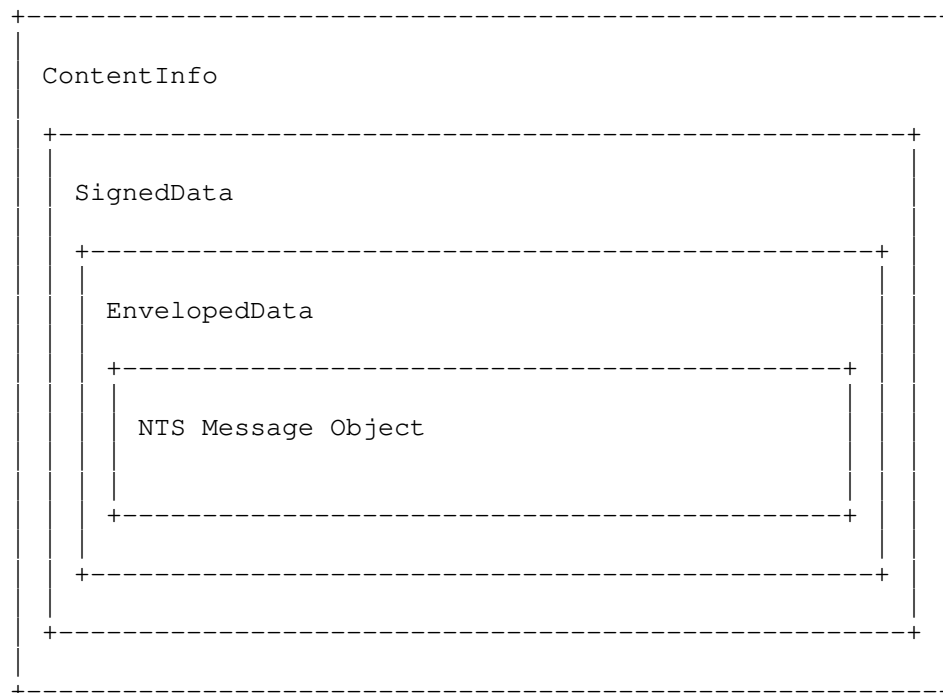 ContentInfo
SignedData
EnvelopedData
NTS Message Object